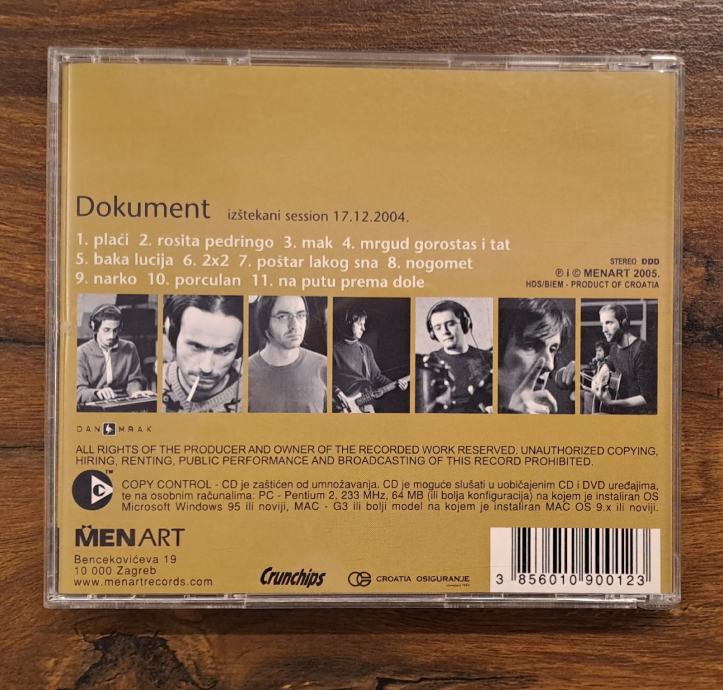 Dokument izštekani session 17.12.2004.
1. plači 2. rosita pedringo 3. mak 4. mrgud gorostas i tat
5. baka lucija 6. 2x2 7. poštar lakog sna 8. nogomet
9. narko 10. porculan 11. na putu prema dole
STEREO DDD
℗ i © MENART 2005.
HDS/BIEM - PRODUCT OF CROATIA
DAN MRAK
ALL RIGHTS OF THE PRODUCER AND OWNER OF THE RECORDED WORK RESERVED. UNAUTHORIZED COPYING,
HIRING, RENTING, PUBLIC PERFORMANCE AND BROADCASTING OF THIS RECORD PROHIBITED.
TM
COPY CONTROL - CD je zaštićen od umnožavanja. CD je moguće slušati u uobičajenim CD i DVD uređajima,
te na osobnim računalima: PC - Pentium 2, 233 MHz, 64 MB (ili bolja konfiguracija) na kojem je instaliran OS
Microsoft Windows 95 ili noviji, MAC - G3 ili bolji model na kojem je instaliran MAC OS 9.x ili noviji.
MENART
Bencekovićeva 19
10 000 Zagreb
www.menartrecords.com
Crunchips
CROATIA OSIGURANJE
3 856010 900123